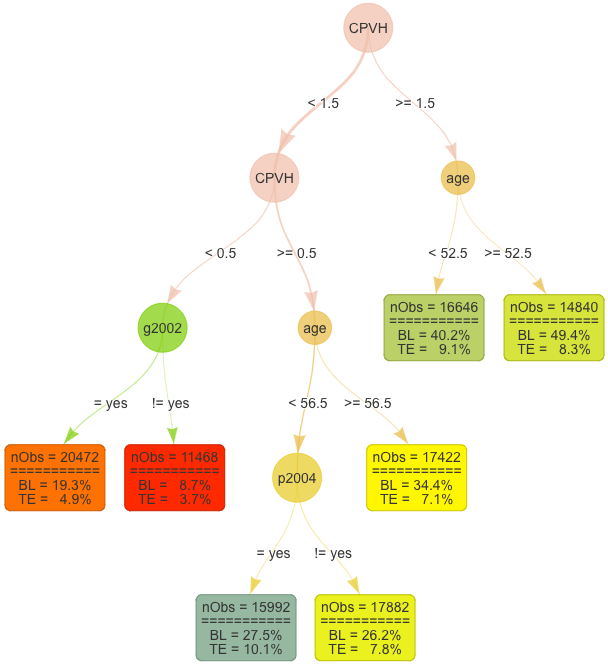 CPVH
< 1.5
>= 1.5
CPVH
age
< 0.5
>= 0.5
< 52.5
>= 52.5
g2002
age
nObs = 16646
===========
BL = 40.2%
TE = 9.1%
nObs = 14840
===========
BL = 49.4%
TE = 8.3%
= yes
!= yes
< 56.5
>= 56.5
nObs = 20472
===========
BL = 19.3%
TE = 4.9%
nObs = 11468
===========
BL = 8.7%
TE = 3.7%
p2004
nObs = 17422
===========
BL = 34.4%
TE = 7.1%
= yes
!= yes
nObs = 15992
===========
BL = 27.5%
TE = 10.1%
nObs = 17882
===========
BL = 26.2%
TE = 7.8%